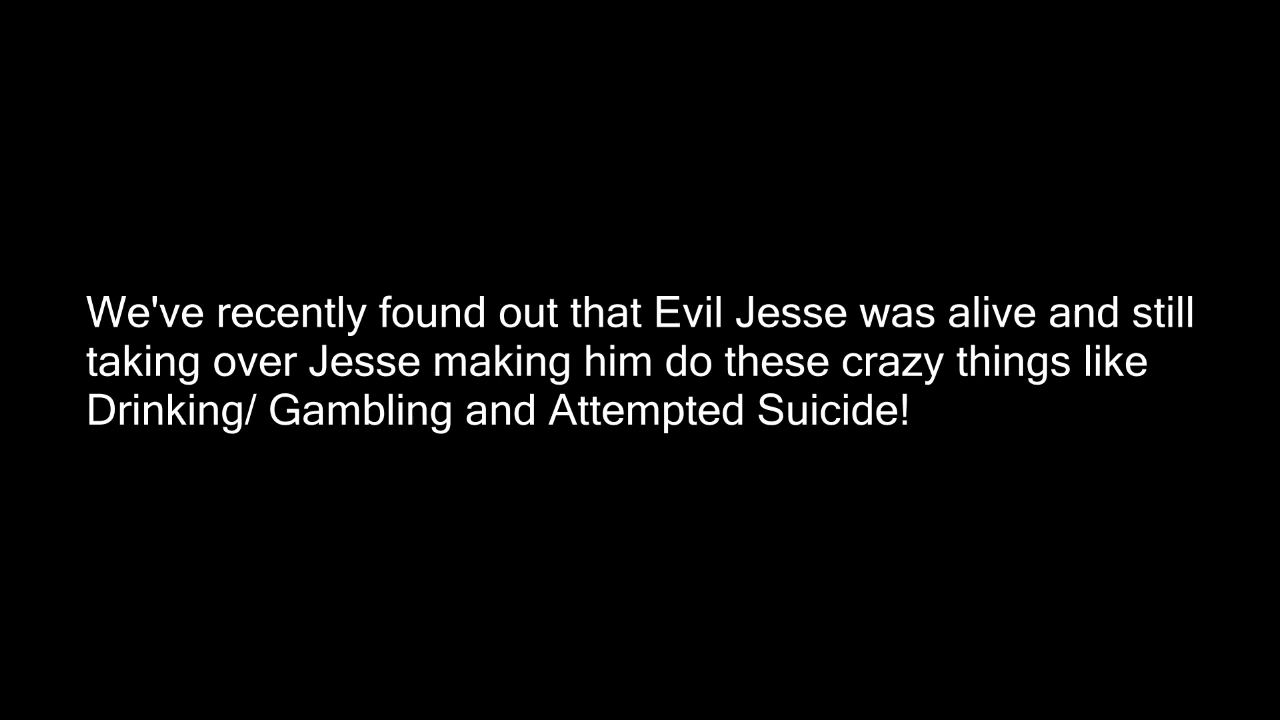 We've recently found out that Evil Jesse was alive and still
taking over Jesse making him do these crazy things like
Drinking/ Gambling and Attempted Suicide!